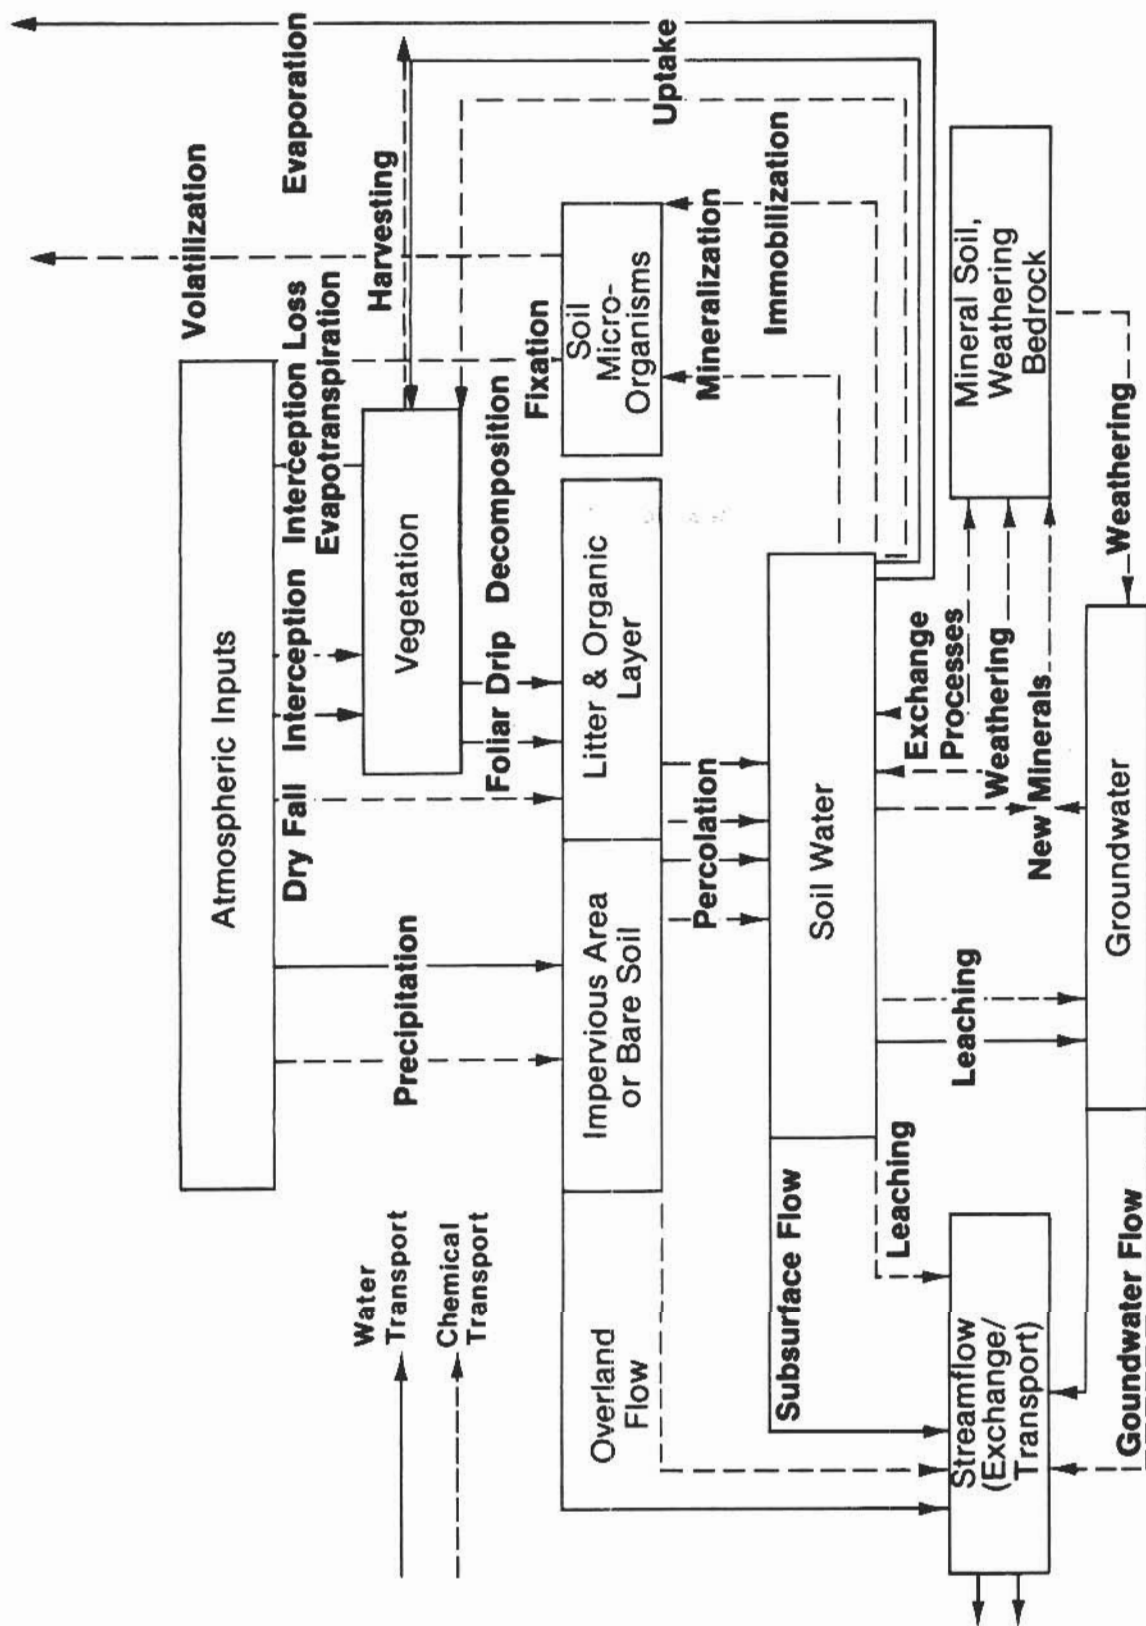 Volatilization
Evaporation
Atmospheric Inputs
Dry Fall
Interception
Interception Loss
Evapotranspiration
Harvesting
Uptake
Vegetation
Precipitation
Foliar Drip
Decomposition
Fixation
Water
Transport
Chemical
Transport
Overland
Flow
Impervious Area
or Bare Soil
Litter & Organic
Layer
Soil
Micro-
Organisms
Percolation
Mineralization
Immobilization
Subsurface Flow
Soil Water
Leaching
Leaching
Exchange
Processes
Weathering
New Minerals
Mineral Soil,
Weathering
Bedrock
Weathering
Streamflow
(Exchange/
Transport)
Goundwater Flow
Groundwater